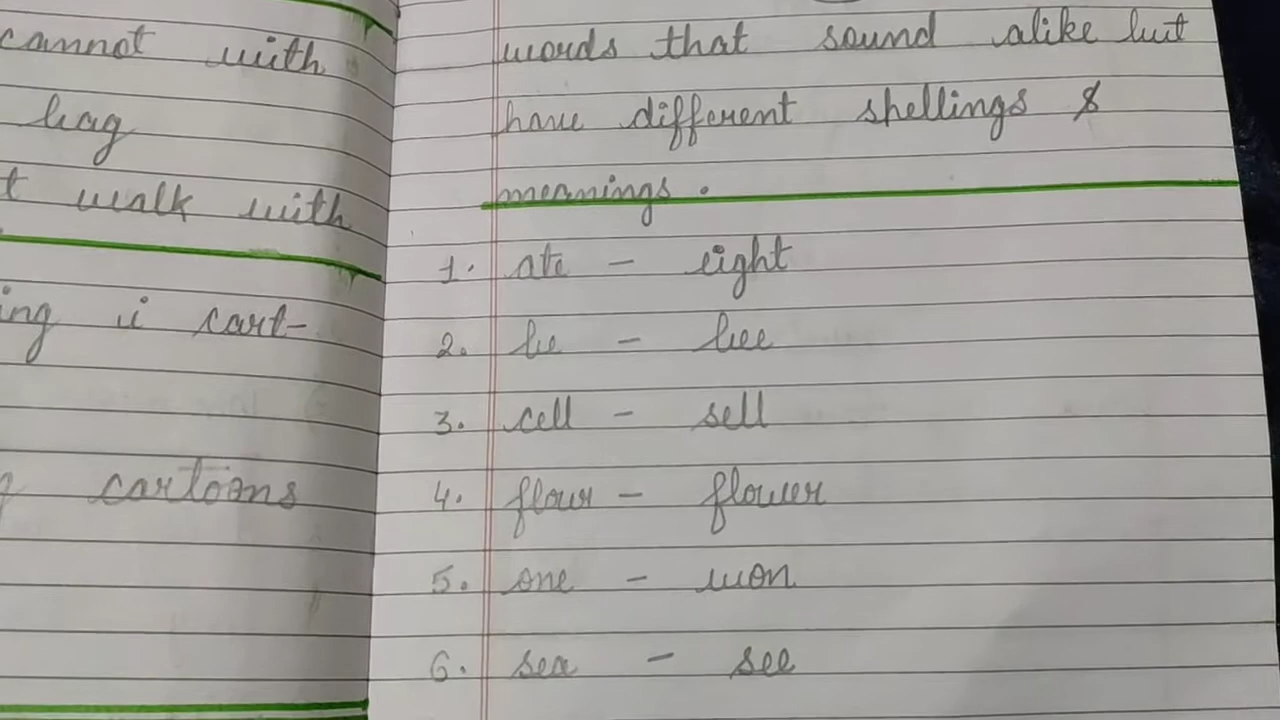 cannot with
bag
t walk with
ing i cart-
cartoons
words that sound alike but
have different shellings &
meanings.
1. ate - eight
2. be - bee
3. cell - sell
4. flour - flower
5. one - won
6. sea - see